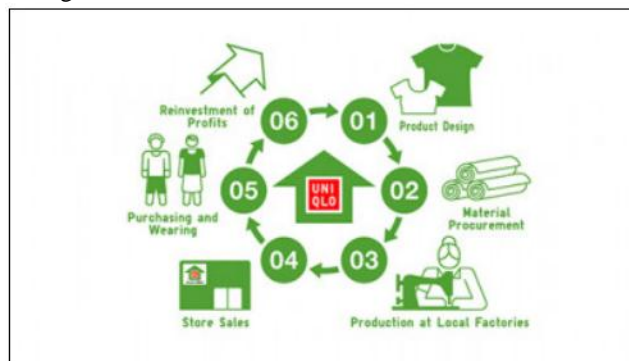 Reinvestment of
Profits
06
01
Product Design
05
UNI
QLO
02
Purchasing and
Wearing
Material
Procurement
04
03
Store Sales
Production at Local Factories